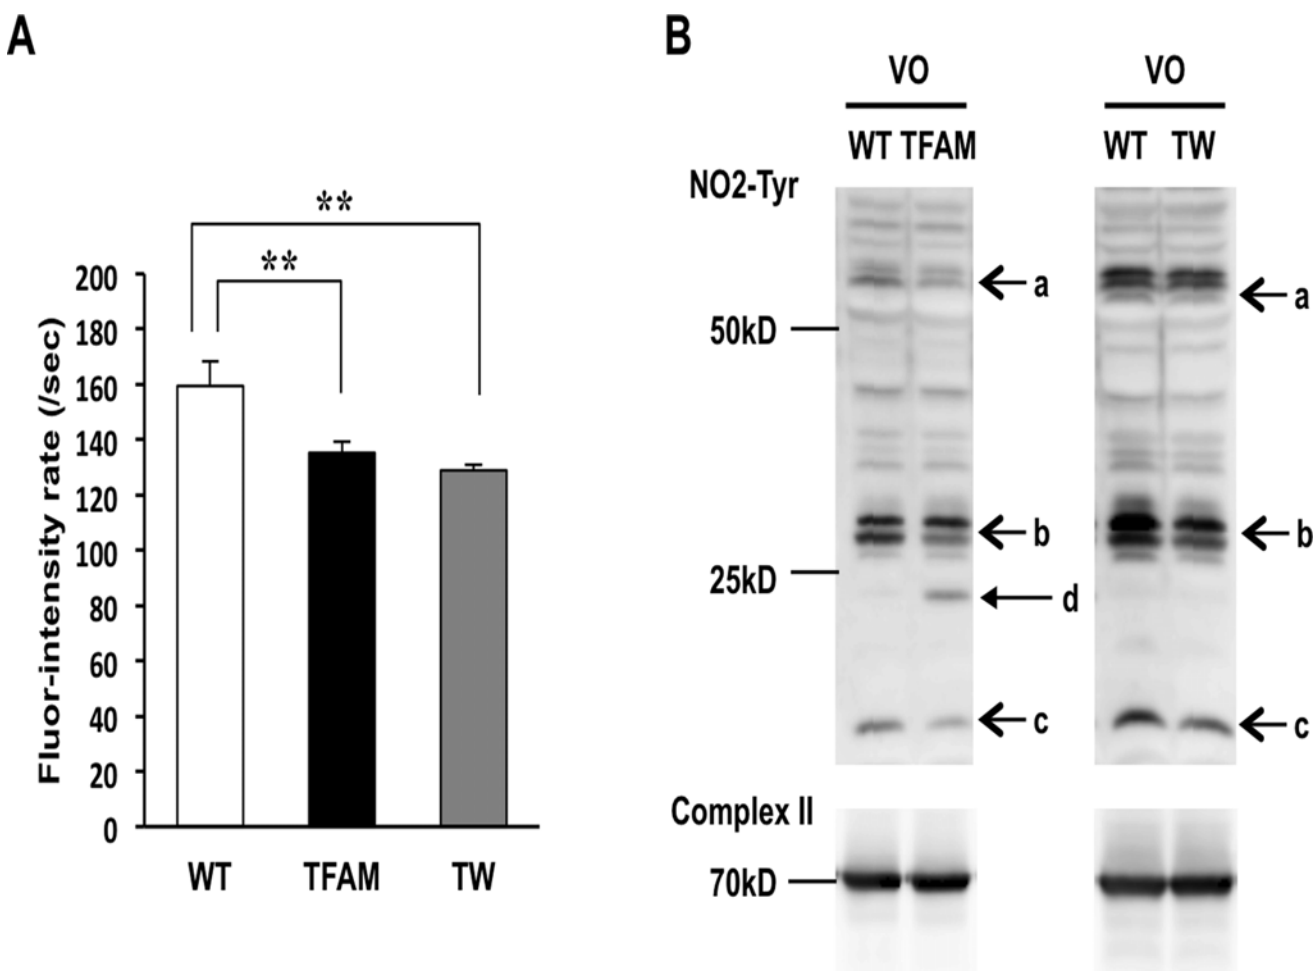 A
**
**
200
180
160
140
120
100
80
60
40
20
0
Fluor-intensity rate (/sec)
WT TFAM TW
B
VO VO
WT TFAM WT TW
NO2-Tyr
a a
50kD
b b
25kD
d
c c
Complex II
70kD